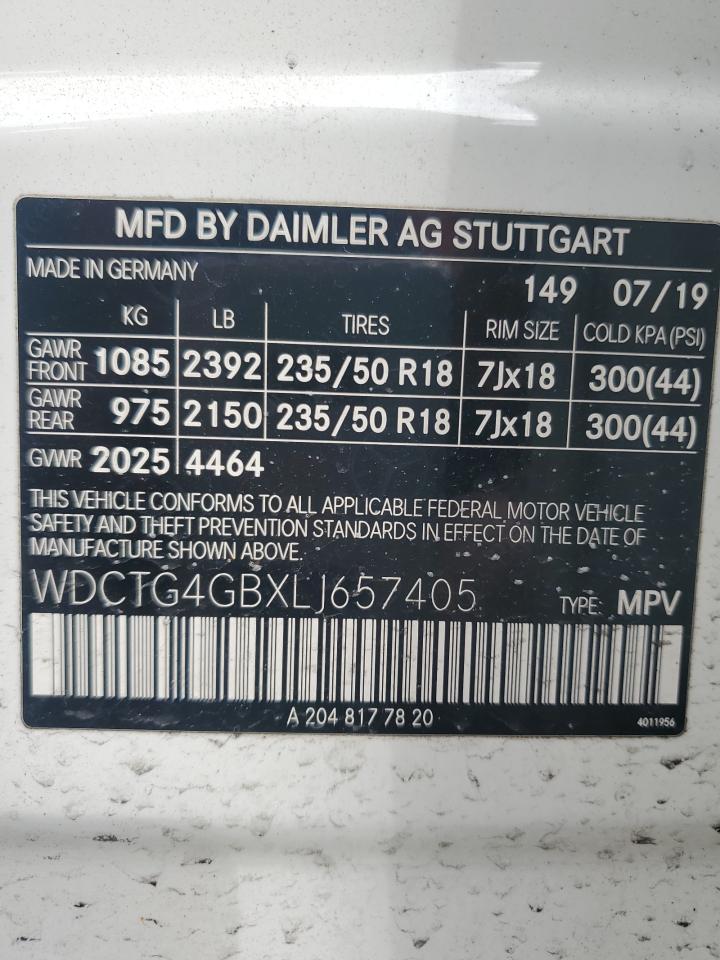 MFD BY DAIMLER AG STUTTGART
MADE IN GERMANY 149 07/19
KG LB TIRES RIM SIZE COLD KPA (PSI)
GAWR FRONT 1085 2392 235/50 R18 7Jx18 300(44)
GAWR REAR 975 2150 235/50 R18 7Jx18 300(44)
GVWR 2025 4464
THIS VEHICLE CONFORMS TO ALL APPLICABLE FEDERAL MOTOR VEHICLE
SAFETY AND THEFT PREVENTION STANDARDS IN EFFECT ON THE DATE OF
MANUFACTURE SHOWN ABOVE.
WDCTG4GBXLJ657405 TYPE: MPV
A 204 817 78 20 4011956